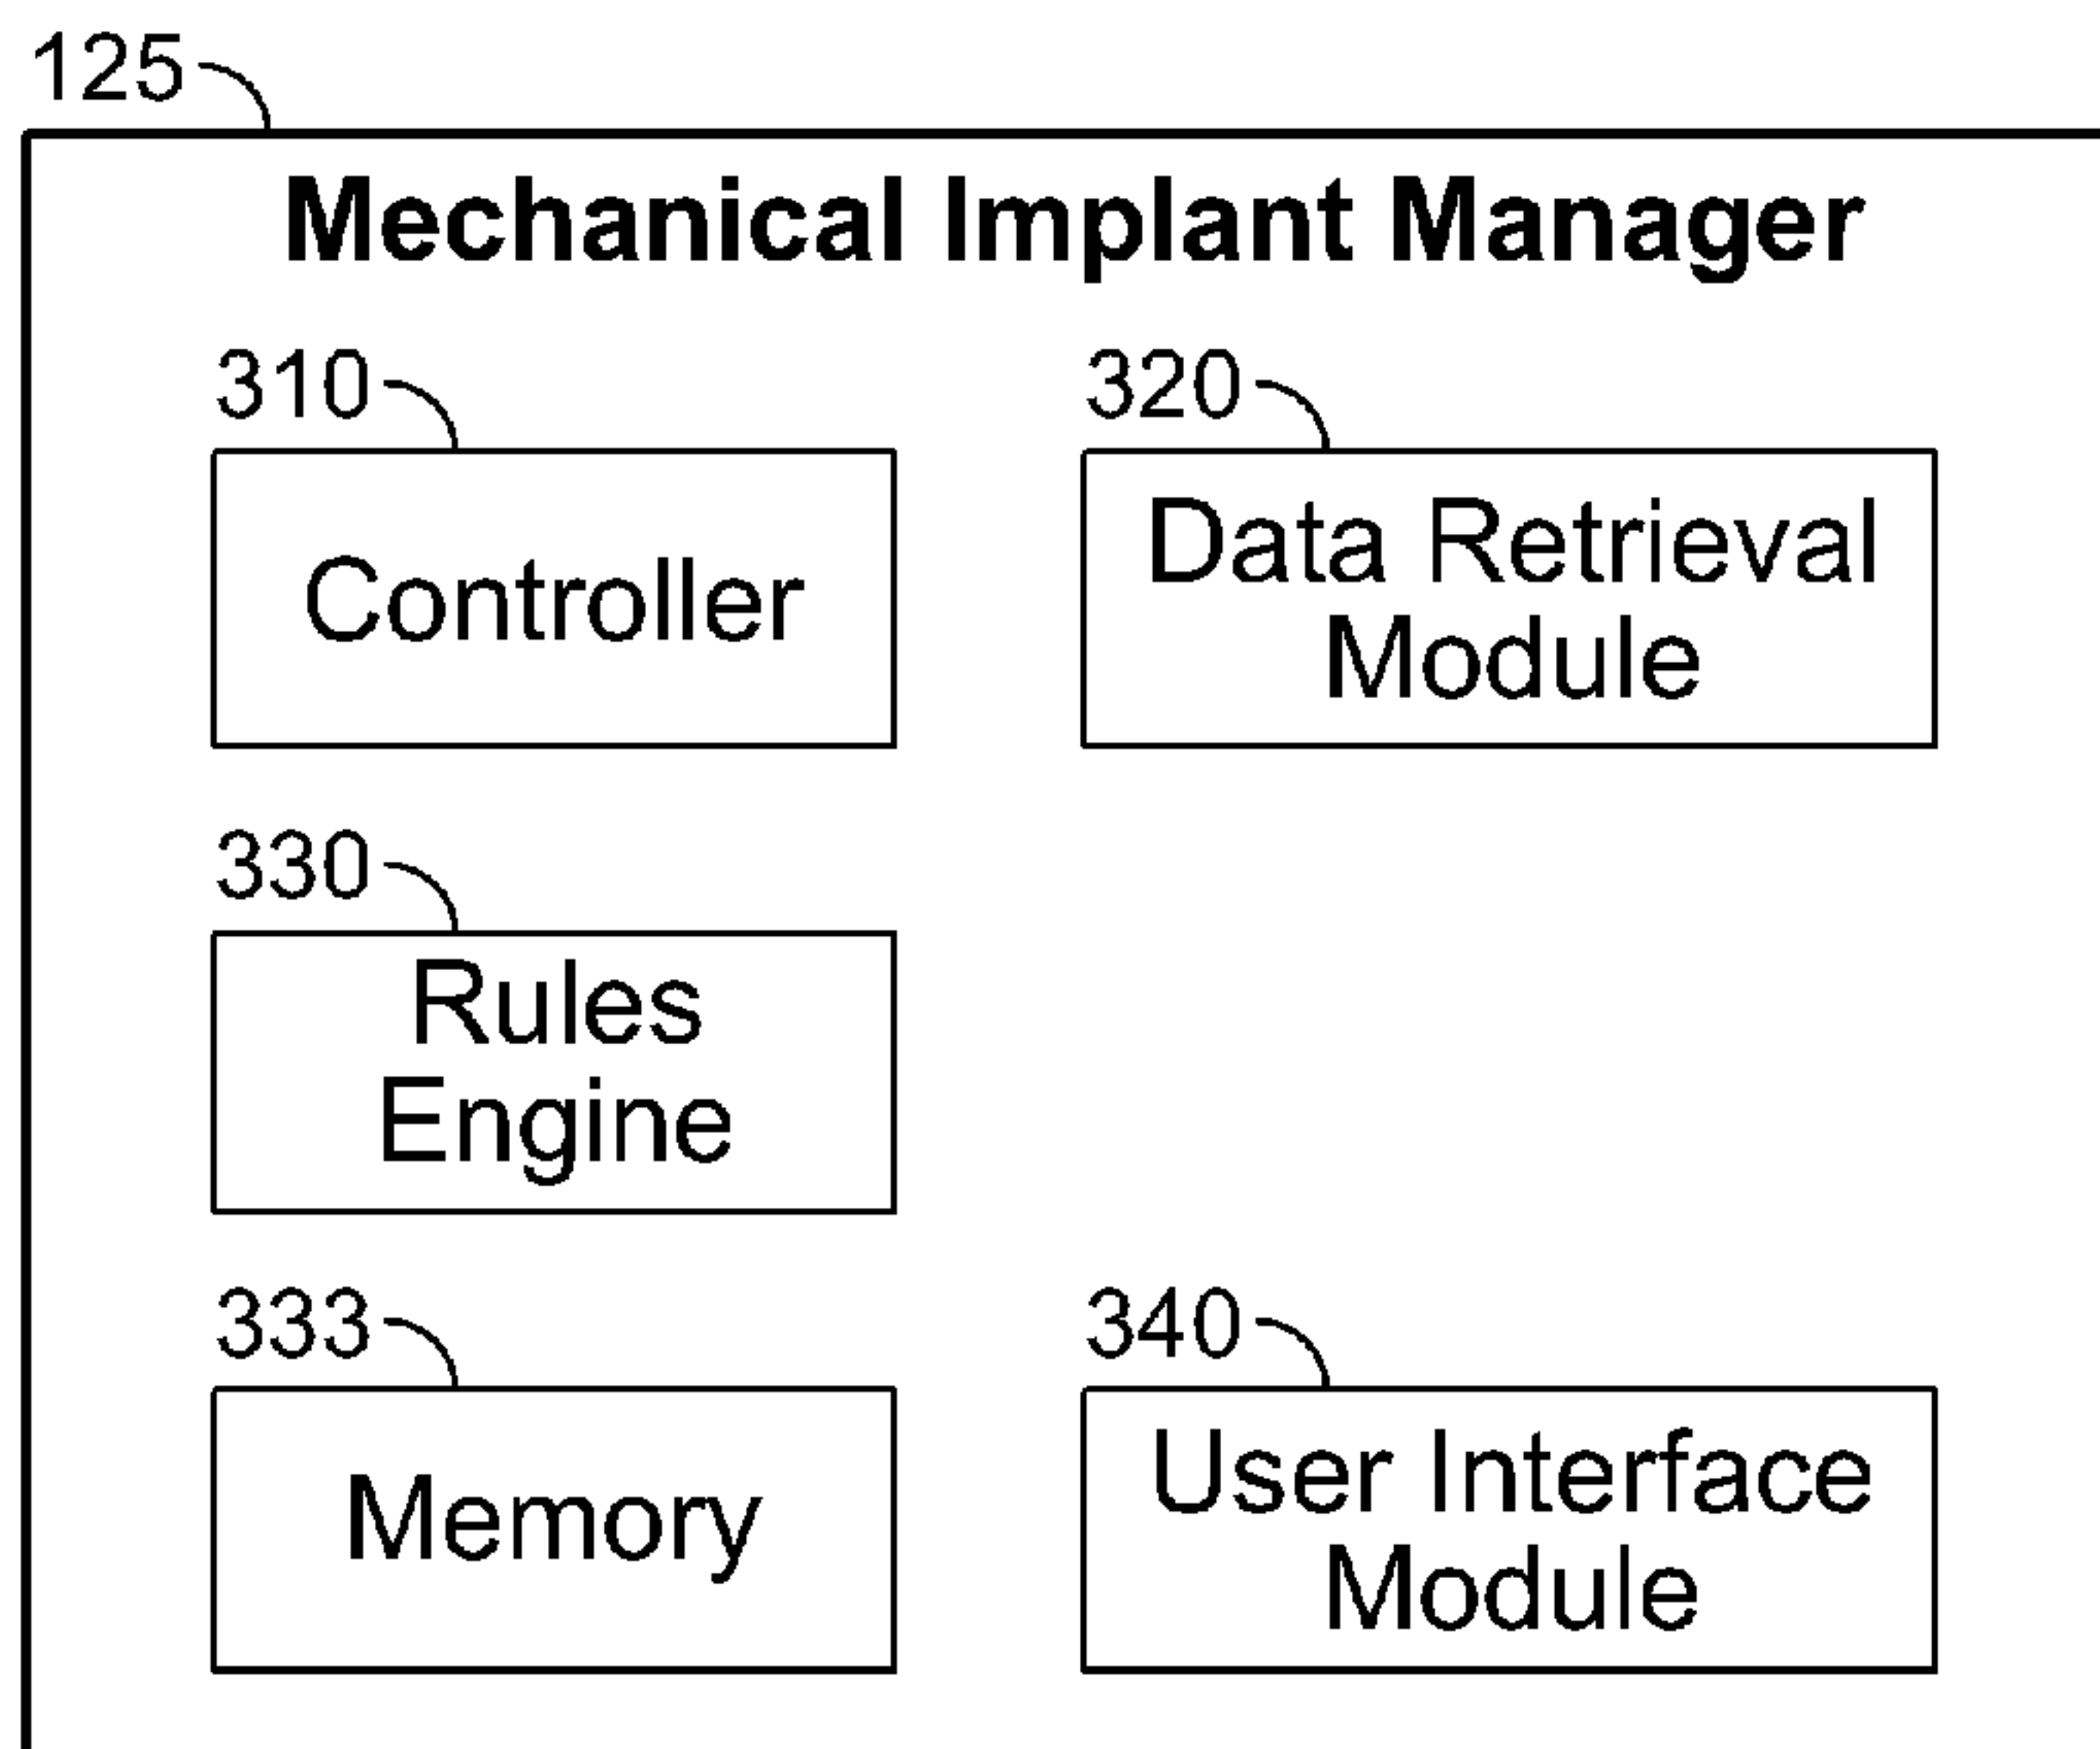 125
Mechanical Implant Manager
310
Controller
320
Data Retrieval
Module
330
Rules
Engine
333
Memory
340
User Interface
Module